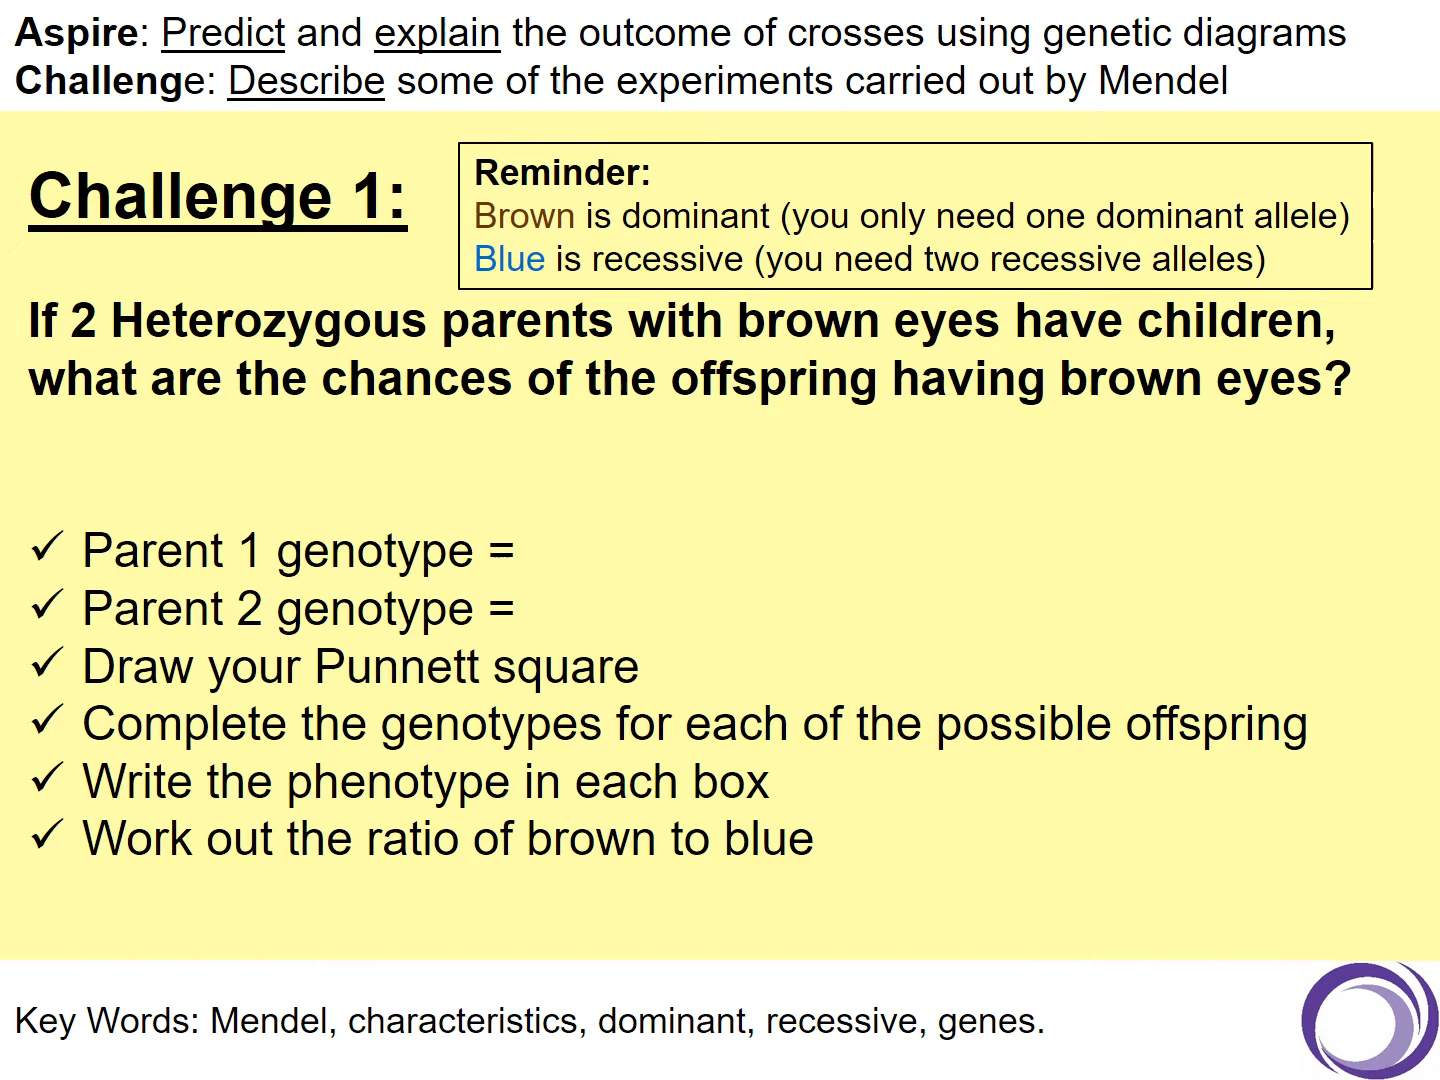 Aspire: Predict and explain the outcome of crosses using genetic diagrams
Challenge: Describe some of the experiments carried out by Mendel
Challenge 1:
Reminder:
Brown is dominant (you only need one dominant allele)
Blue is recessive (you need two recessive alleles)
If 2 Heterozygous parents with brown eyes have children,
what are the chances of the offspring having brown eyes?
✓ Parent 1 genotype =
✓ Parent 2 genotype =
✓ Draw your Punnett square
✓ Complete the genotypes for each of the possible offspring
✓ Write the phenotype in each box
✓ Work out the ratio of brown to blue
Key Words: Mendel, characteristics, dominant, recessive, genes.